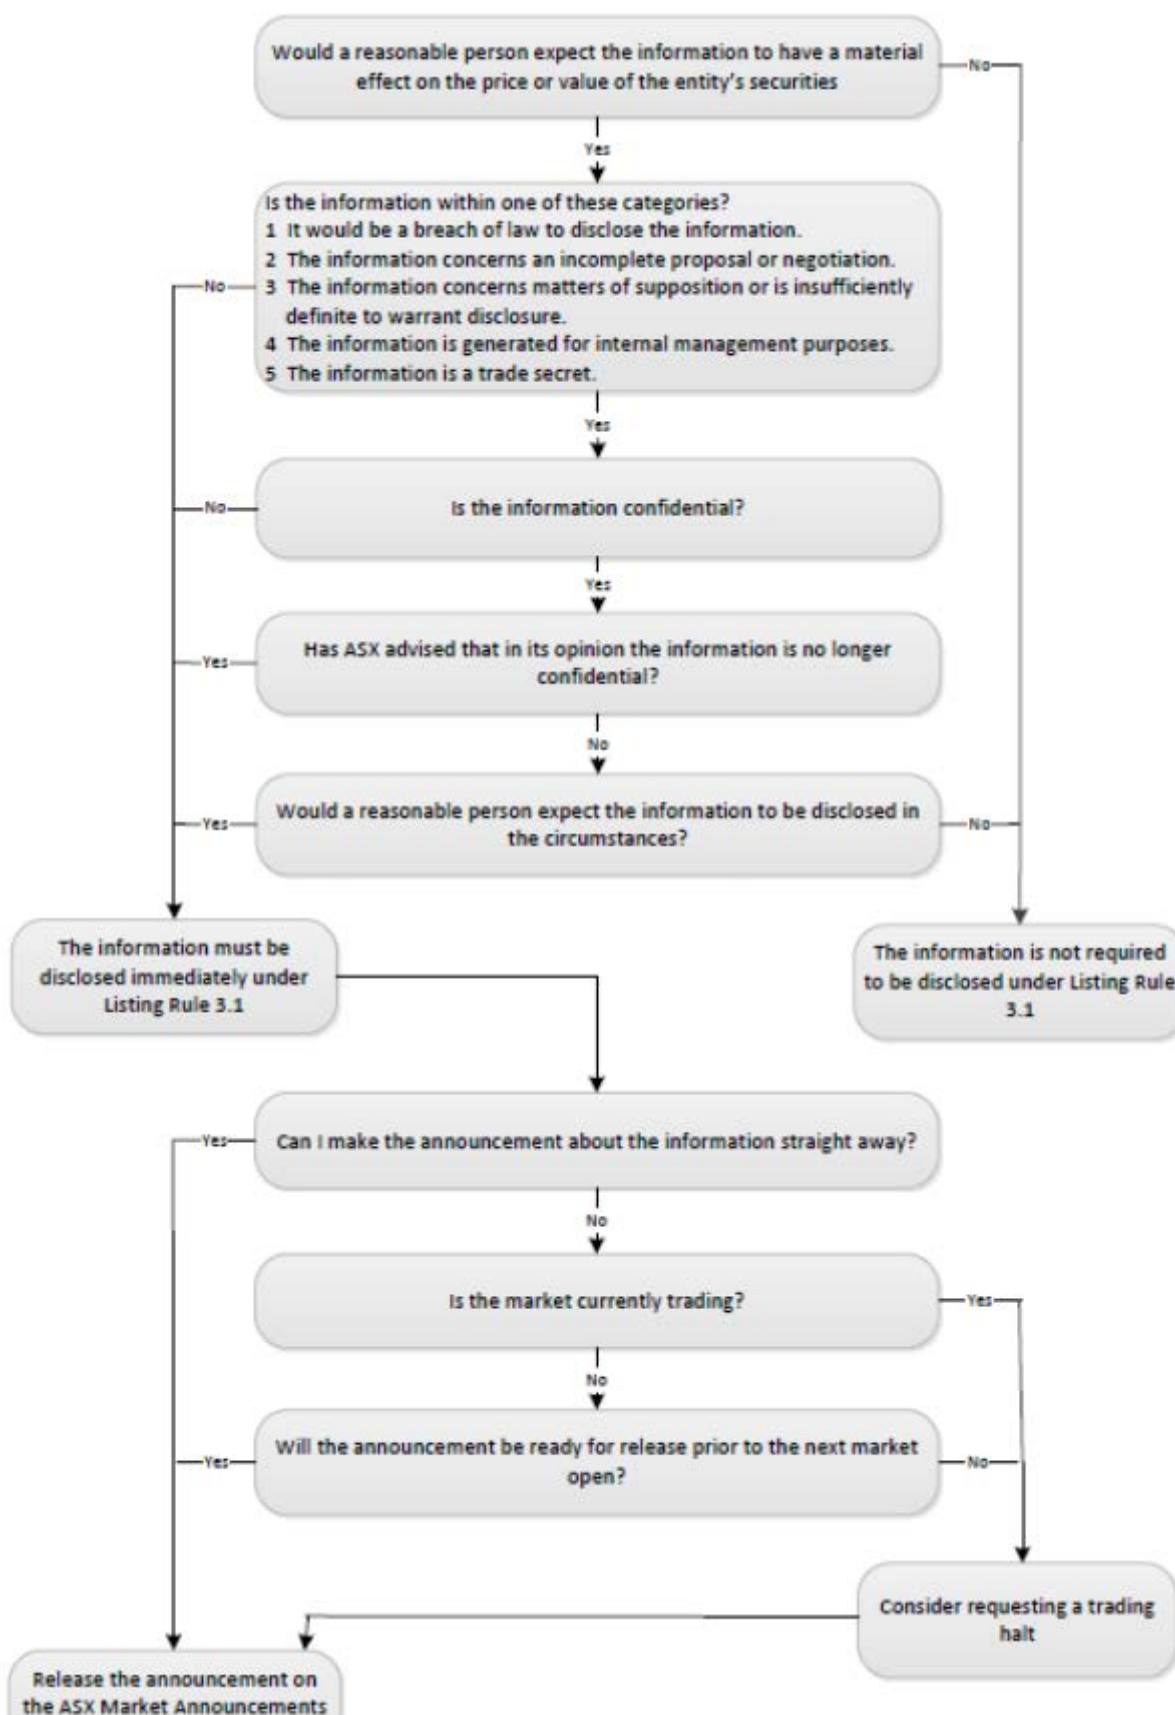 Would a reasonable person expect the information to have a material
effect on the price or value of the entity's securities
No
Yes
Is the information within one of these categories?
1 It would be a breach of law to disclose the information.
2 The information concerns an incomplete proposal or negotiation.
3 The information concerns matters of supposition or is insufficiently
definite to warrant disclosure.
4 The information is generated for internal management purposes.
5 The information is a trade secret.
No
Yes
Is the information confidential?
No
Yes
Has ASX advised that in its opinion the information is no longer
confidential?
Yes
No
Would a reasonable person expect the information to be disclosed in
the circumstances?
Yes
No
The information must be
disclosed immediately under
Listing Rule 3.1
The information is not required
to be disclosed under Listing Rule
3.1
Can I make the announcement about the information straight away?
Yes
No
Is the market currently trading?
Yes
No
Will the announcement be ready for release prior to the next market
open?
Yes
No
Consider requesting a trading
halt
Release the announcement on
the ASX Market Announcements